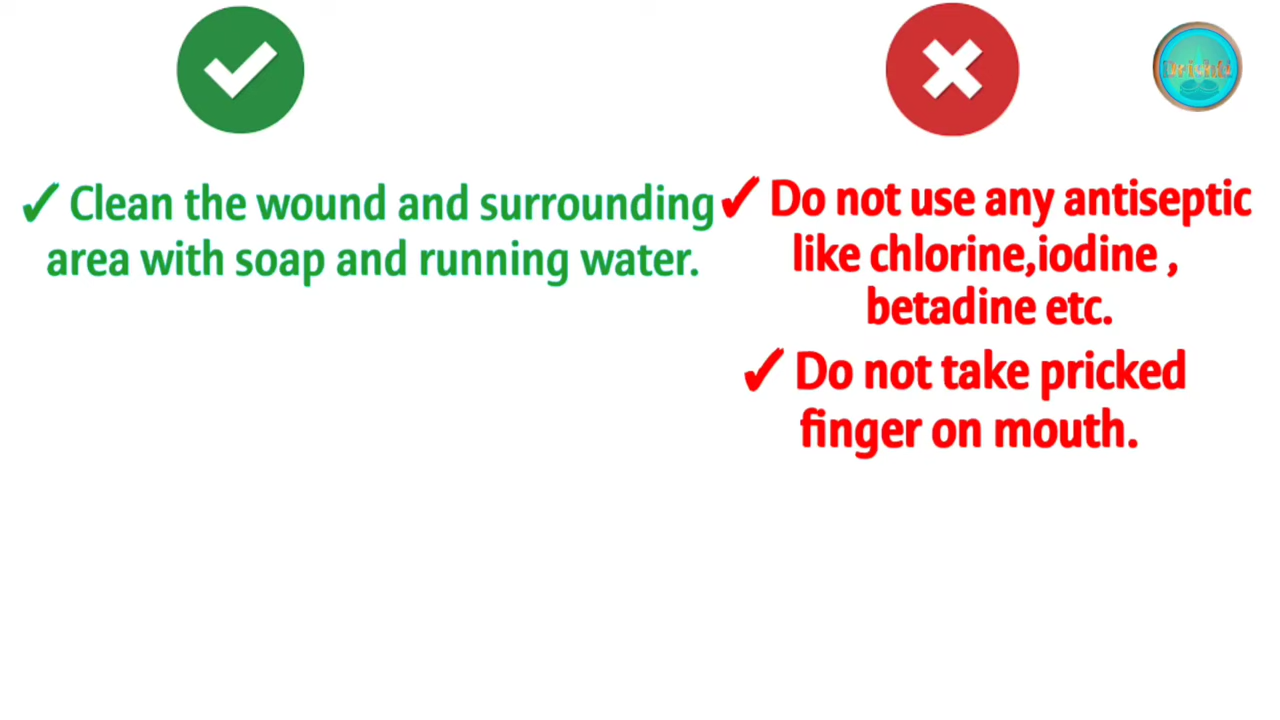 ✓Clean the wound and surrounding
area with soap and running water.
✓Do not use any antiseptic
like chlorine,iodine ,
betadine etc.
✓Do not take pricked
finger on mouth.